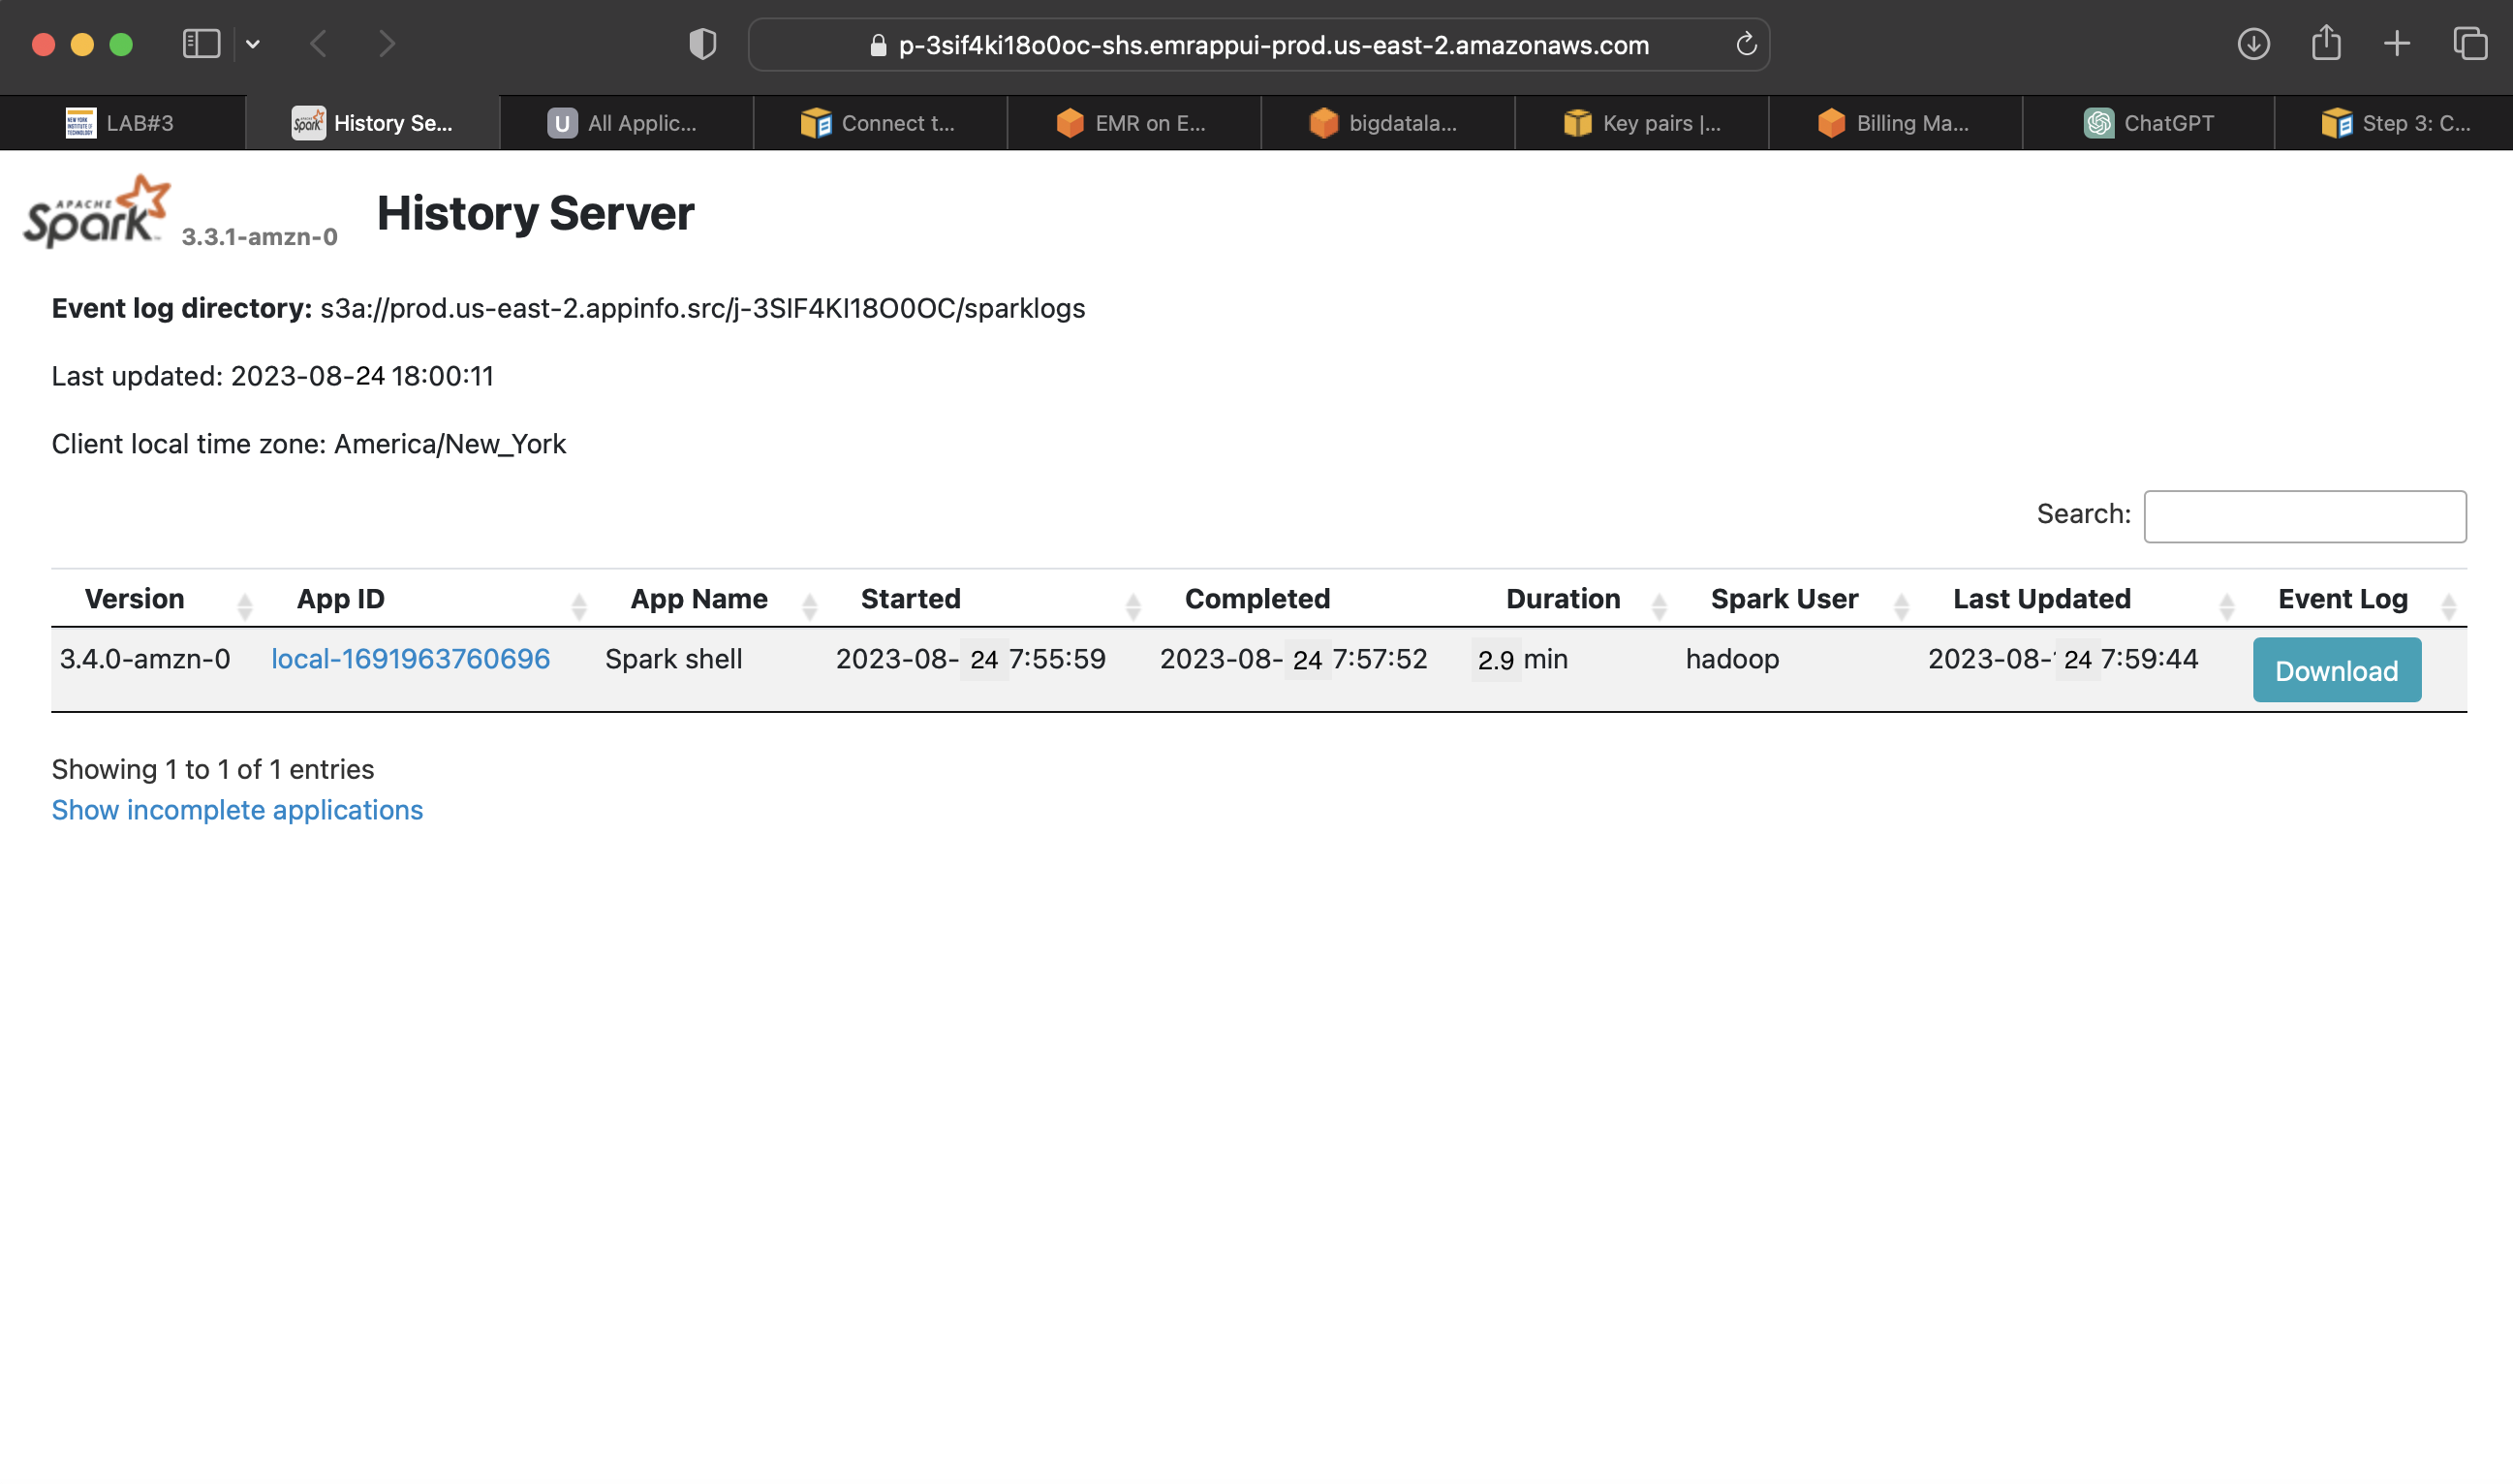 p-3sif4ki18o0oc-shs.emrappui-prod.us-east-2.amazonaws.com
LAB#3 History Se... All Applic... Connect t... EMR on E... bigdatala... Key pairs |... Billing Ma... ChatGPT Step 3: C...
APACHE Spark 3.3.1-amzn-0 History Server
Event log directory: s3a://prod.us-east-2.appinfo.src/j-3SIF4KI18O0OC/sparklogs
Last updated: 2023-08-24 18:00:11
Client local time zone: America/New_York
Search:
Version App ID App Name Started Completed Duration Spark User Last Updated Event Log
3.4.0-amzn-0 local-1691963760696 Spark shell 2023-08- 24 7:55:59 2023-08- 24 7:57:52 2.9 min hadoop 2023-08- 24 7:59:44 Download
Showing 1 to 1 of 1 entries
Show incomplete applications